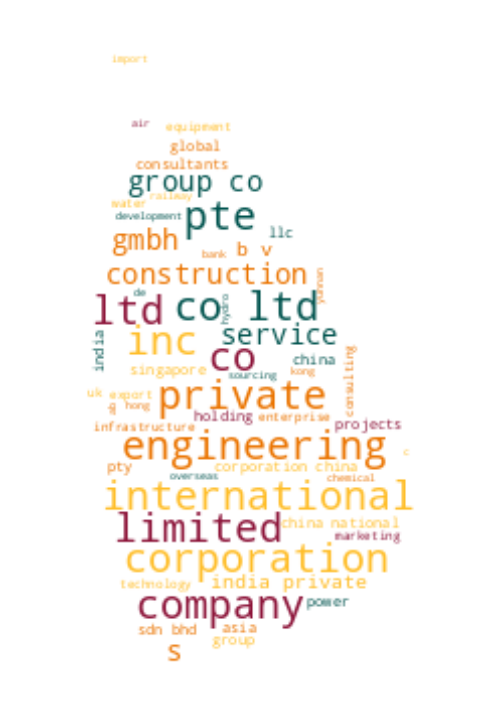 import
air equipment
global
consultants
group co
railway
water
development pte
llc
gmbh b v
bank
construction
yunnan
de
ltd co ltd
hydro
service
india inc co china
singapore sourcing kong
consulting
uk export private
g hong holding enterprise
infrastructure projects
engineering
c
pty corporation china
overseas chemical
international
limited china national
marketing
corporation
technology india private
company power
sdn bhd asia
s group